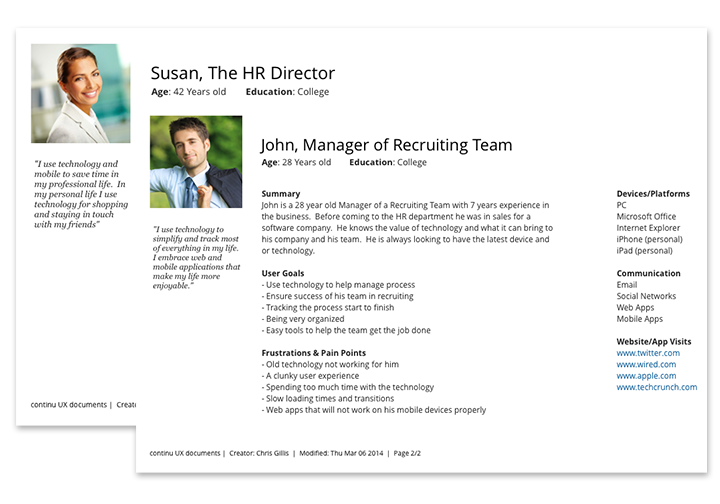 Susan, The HR Director
Age: 42 Years old Education: College
"I use technology and
mobile to save time in
my professional life. In
my personal life I use
technology for shopping
and staying in touch
with my friends"
continu UX documents | Creato
John, Manager of Recruiting Team
Age: 28 Years old Education: College
"I use technology to
simplify and track most
of everything in my life.
I embrace web and
mobile applications that
make my life more
enjoyable."
Summary
John is a 28 year old Manager of a Recruiting Team with 7 years experience in
the business. Before coming to the HR department he was in sales for a
software company. He knows the value of technology and what it can bring to
his company and his team. He is always looking to have the latest device and
or technology.
User Goals
- Use technology to help manage process
- Ensure success of his team in recruiting
- Tracking the process start to finish
- Being very organized
- Easy tools to help the team get the job done
Frustrations & Pain Points
- Old technology not working for him
- A clunky user experience
- Spending too much time with the technology
- Slow loading times and transitions
- Web apps that will not work on his mobile devices properly
Devices/Platforms
PC
Microsoft Office
Internet Explorer
iPhone (personal)
iPad (personal)
Communication
Email
Social Networks
Web Apps
Mobile Apps
Website/App Visits
www.twitter.com
www.wired.com
www.apple.com
www.techcrunch.com
continu UX documents | Creator: Chris Gillis | Modified: Thu Mar 06 2014 | Page 2/2